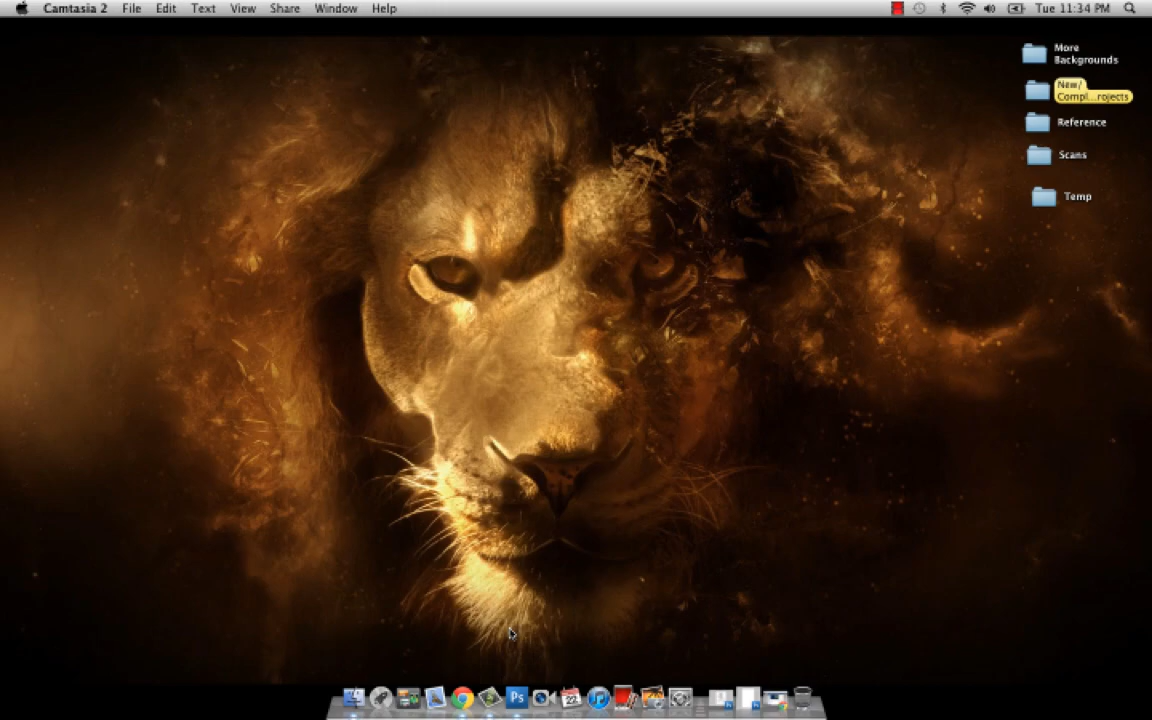 Camtasia 2 File Edit Text View Share Window Help Tue 11:34 PM
More
Backgrounds
New/
Compl...rojects
Reference
Scans
Temp
Ps
22